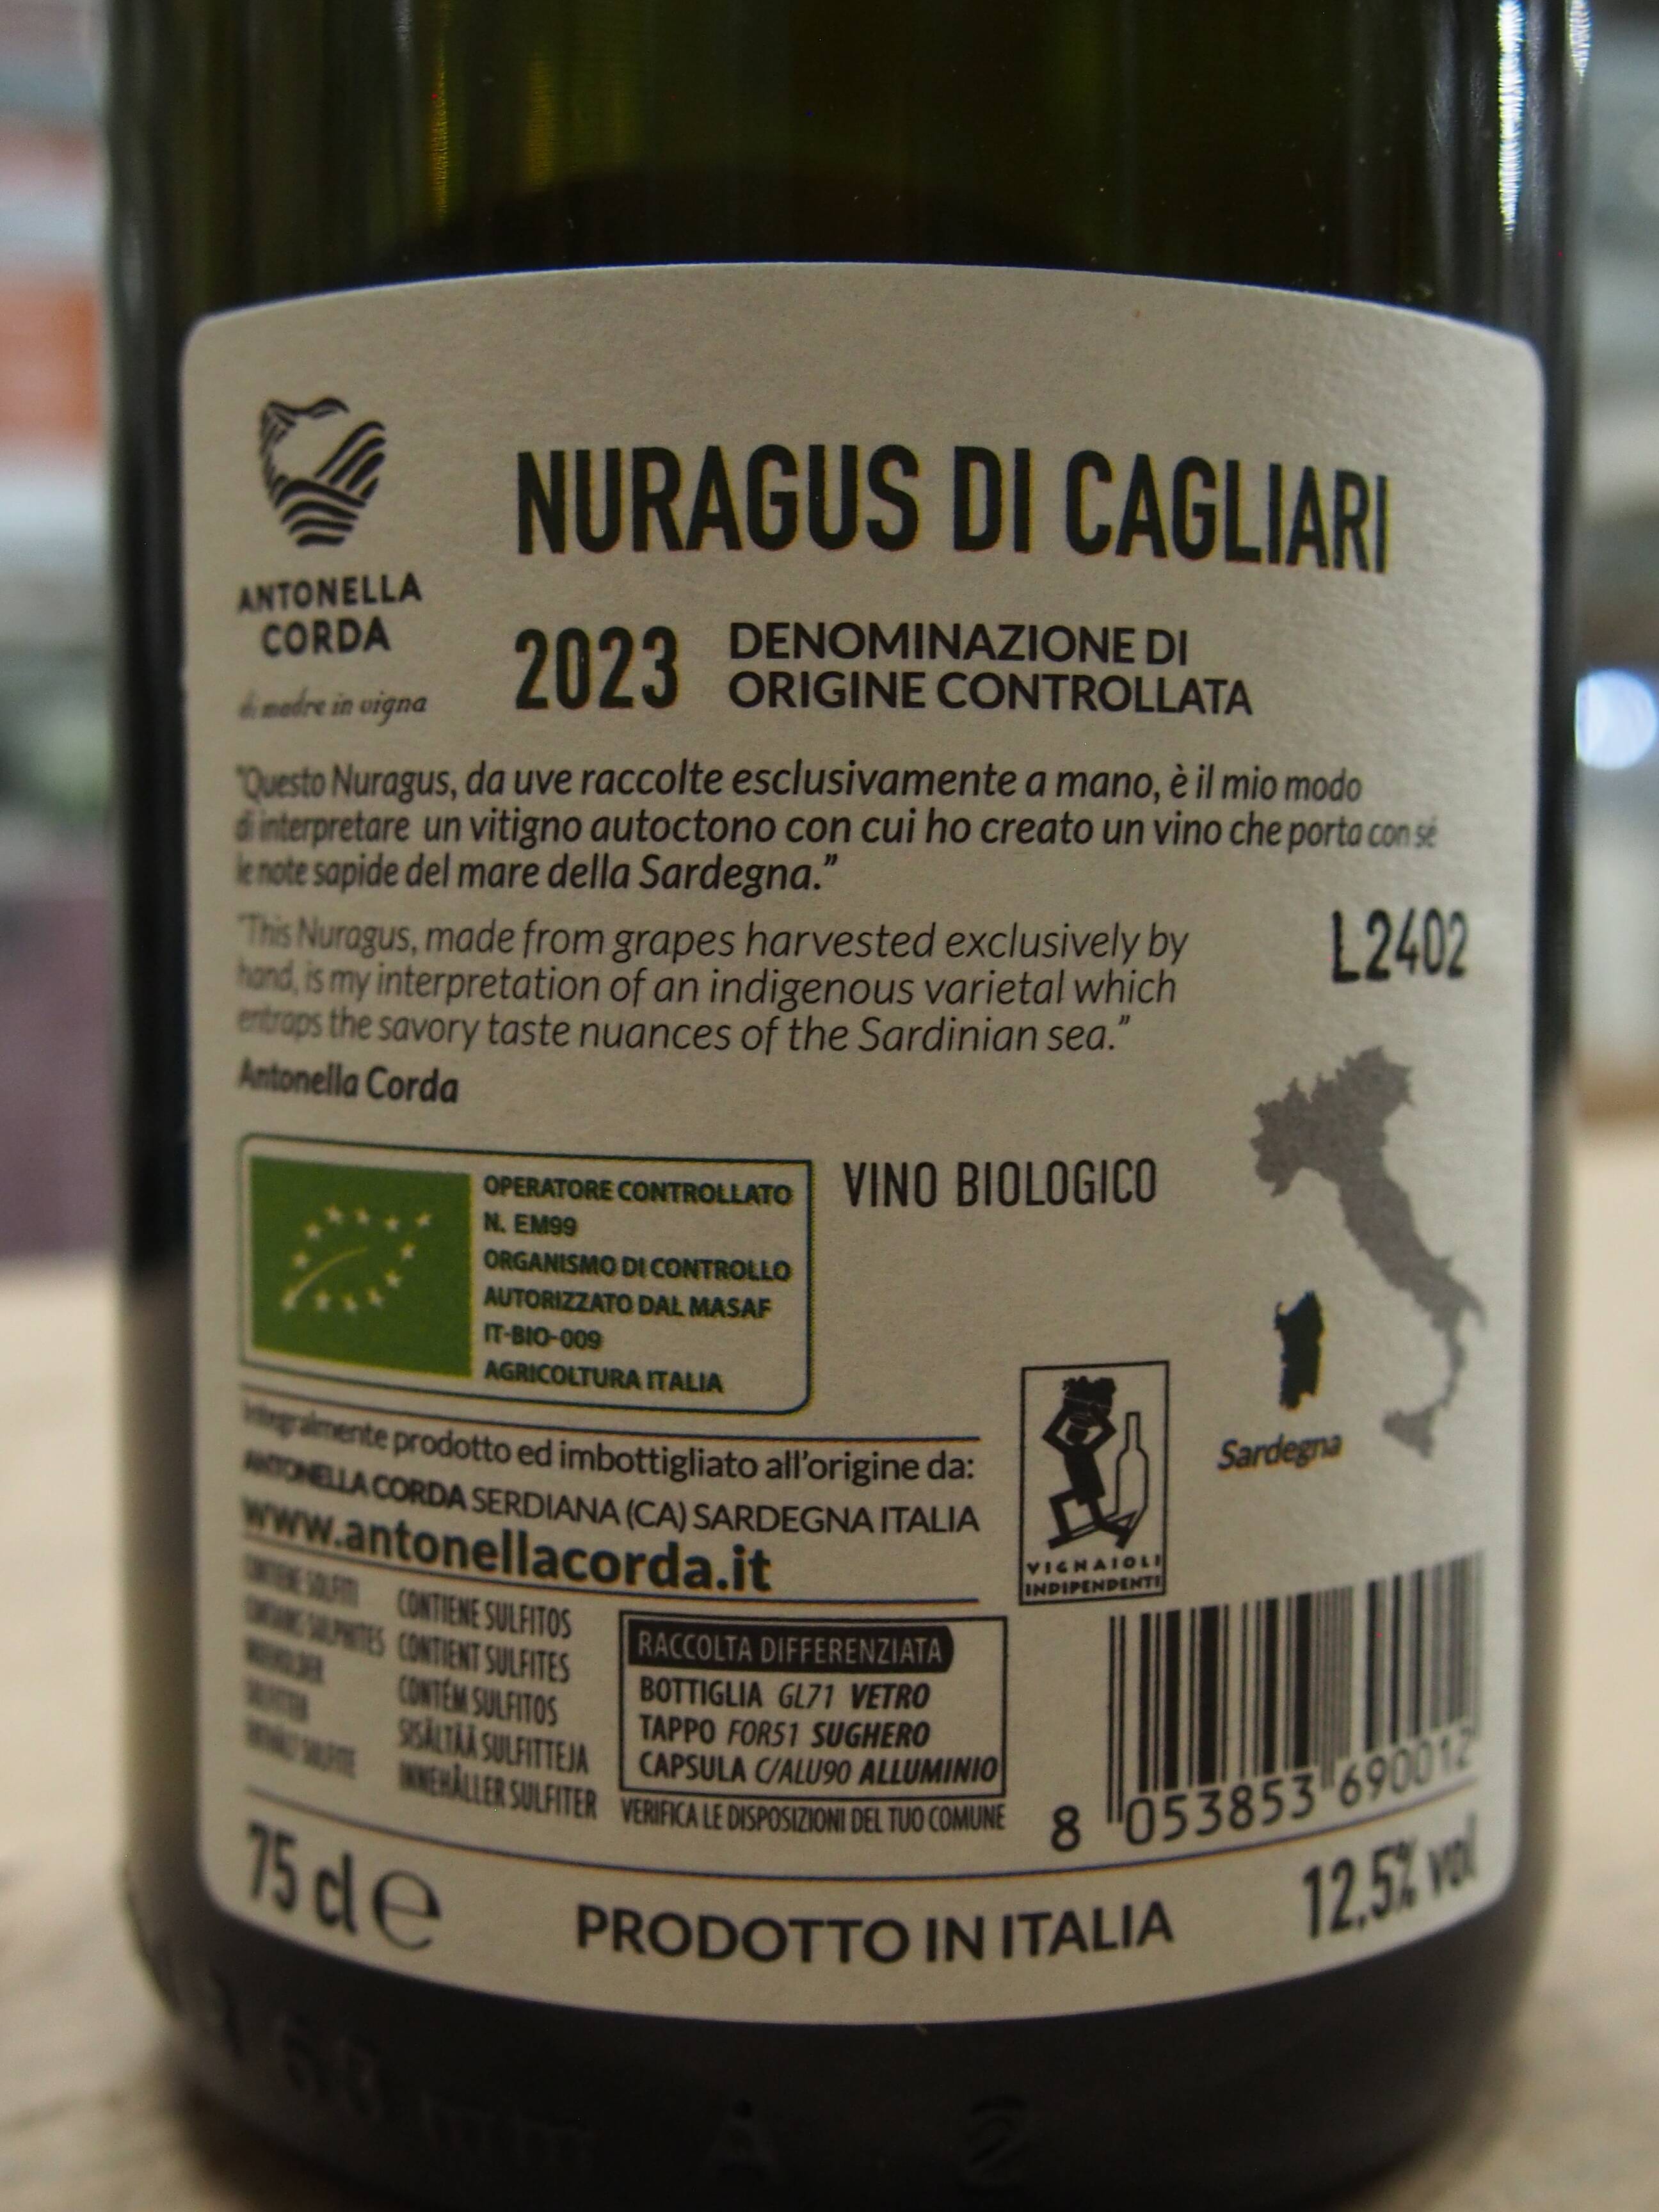 ANTONELLA
CORDA
di madre in vigna
NURAGUS DI CAGLIARI
2023
DENOMINAZIONE DI
ORIGINE CONTROLLATA
"Questo Nuragus, da uve raccolte esclusivamente a mano, è il mio modo
di interpretare un vitigno autoctono con cui ho creato un vino che porta con sé
le note sapide del mare della Sardegna."
"This Nuragus, made from grapes harvested exclusively by
hand, is my interpretation of an indigenous varietal which
entraps the savory taste nuances of the Sardinian sea."
Antonella Corda
L2402
OPERATORE CONTROLLATO
N. EM99
ORGANISMO DI CONTROLLO
AUTORIZZATO DAL MASAF
IT-BIO-009
AGRICOLTURA ITALIA
VINO BIOLOGICO
Sardegna
Integralmente prodotto ed imbottigliato all'origine da:
ANTONELLA CORDA SERDIANA (CA) SARDEGNA ITALIA
www.antonellacorda.it
VIGNAIOLI
INDIPENDENTI
CONTIENE SOLFITI
CONTAINS SULPHITES
SULFITTER
ENTHÄLT SULFITE
CONTIENE SULFITOS
CONTIENT SULFITES
CONTÉM SULFITOS
SISÄLTÄÄ SULFITTEJA
INNEHÅLLER SULFITER
RACCOLTA DIFFERENZIATA
BOTTIGLIA GL71 VETRO
TAPPO FOR51 SUGHERO
CAPSULA C/ALU90 ALLUMINIO
VERIFICA LE DISPOSIZIONI DEL TUO COMUNE
8 053853 690012
75 cl e
PRODOTTO IN ITALIA
12,5% vol